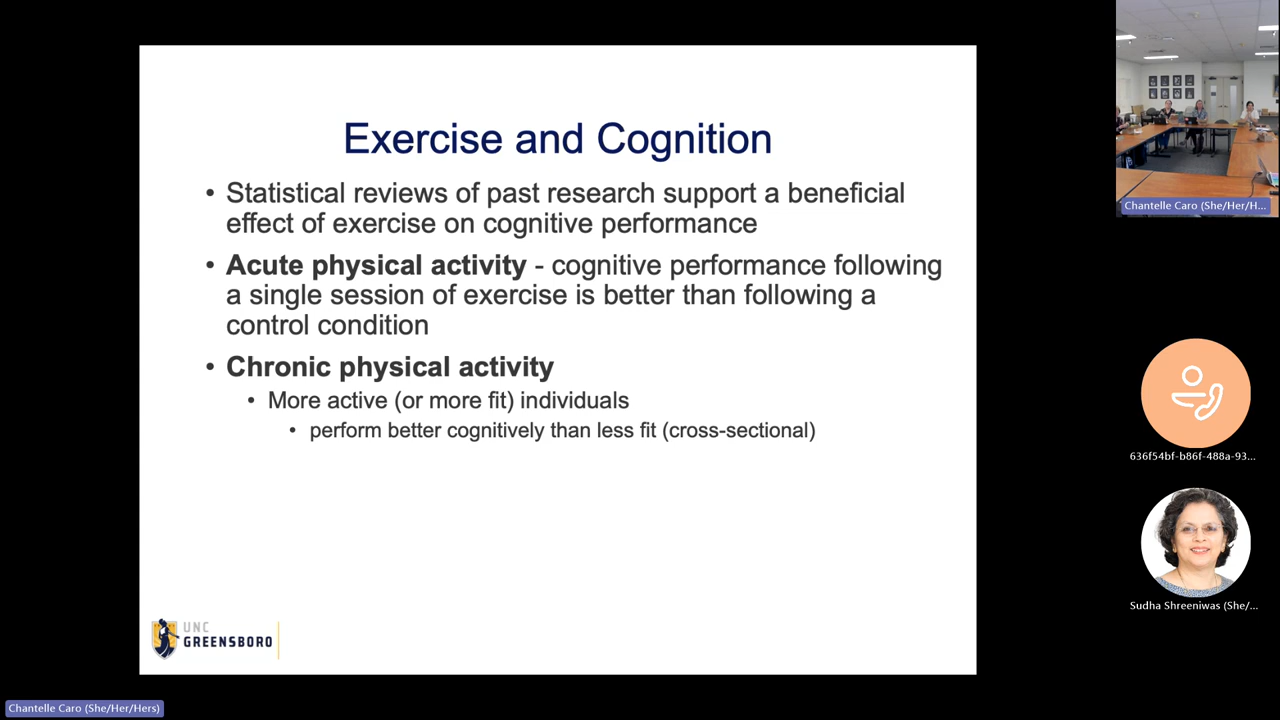 Exercise and Cognition
• Statistical reviews of past research support a beneficial
effect of exercise on cognitive performance
• Acute physical activity - cognitive performance following
a single session of exercise is better than following a
control condition
• Chronic physical activity
• More active (or more fit) individuals
• perform better cognitively than less fit (cross-sectional)
UNC
GREENSBORO
Chantelle Caro (She/Her/H...
636f54bf-b86f-488a-93...
Sudha Shreeniwas (She/...
Chantelle Caro (She/Her/Hers)